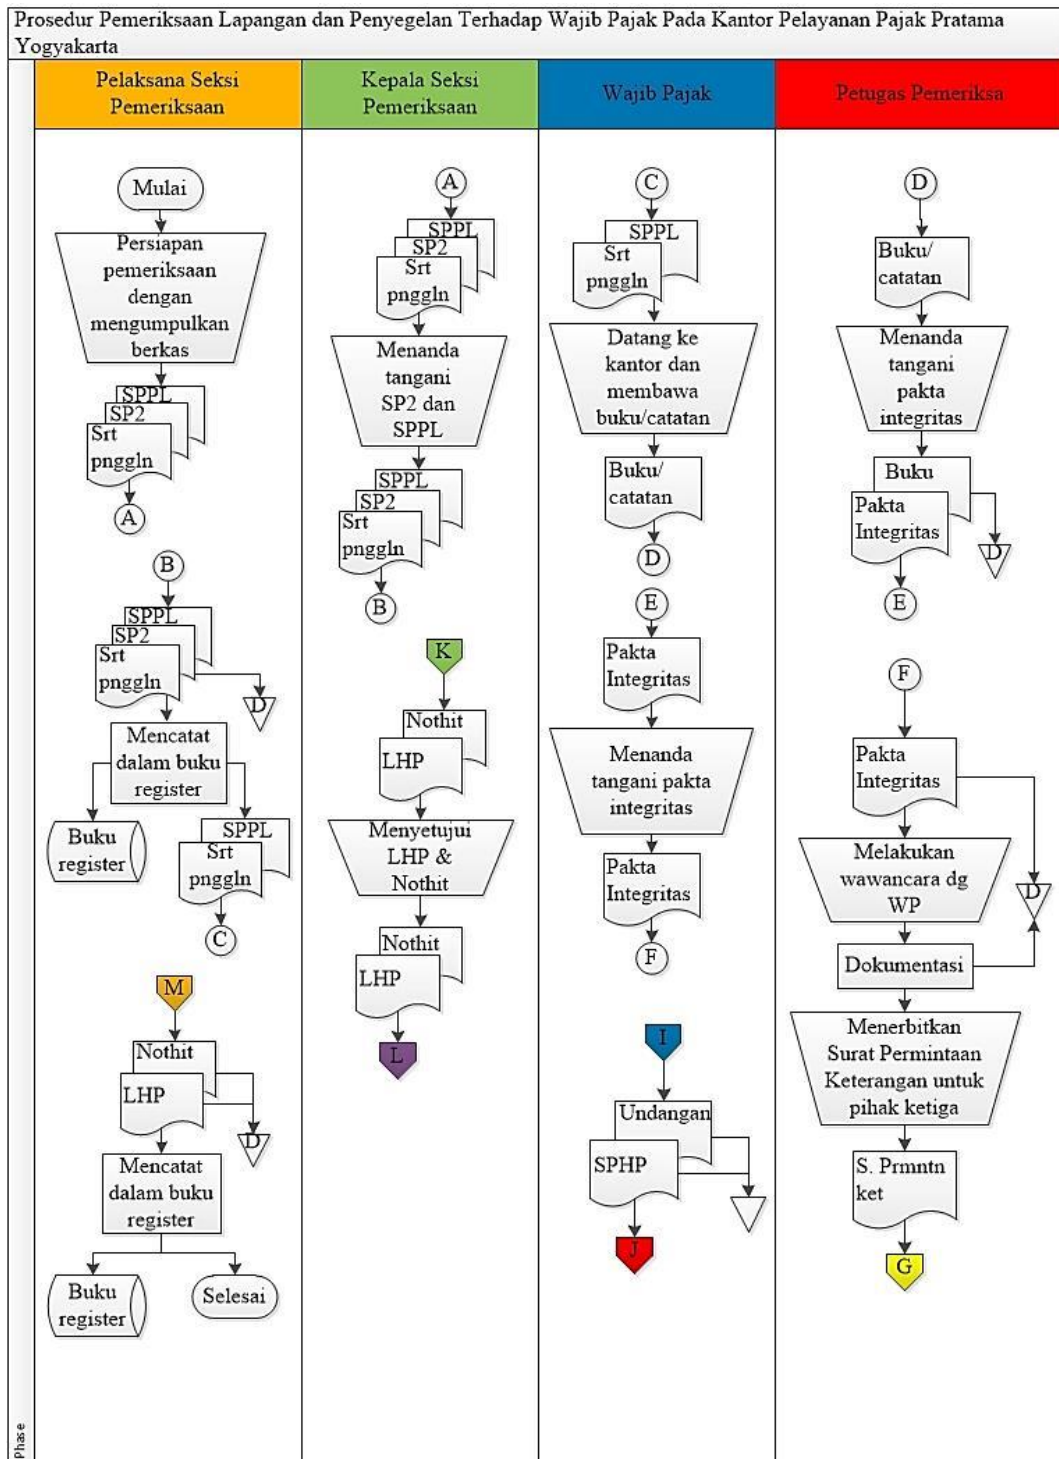 Prosedur Pemeriksaan Lapangan dan Penyegelan Terhadap Wajib Pajak Pada Kantor Pelayanan Pajak Pratama
Yogyakarta
Pelaksana Seksi
Pemeriksaan
Kepala Seksi
Pemeriksaan
Wajib Pajak
Petugas Pemeriksa
Mulai
Persiapan
pemeriksaan
dengan
mengumpulkan
berkas
SPPL
SP2
Srt
pnggln
A
B
SPPL
SP2
Srt
pnggln
D
Mencatat
dalam buku
register
Buku
register
SPPL
Srt
pnggln
C
M
Nothit
LHP
D
Mencatat
dalam buku
register
Buku
register
Selesai
A
SPPL
SP2
Srt
pnggln
Menanda
tangani
SP2 dan
SPPL
SPPL
SP2
Srt
pnggln
B
K
Nothit
LHP
Menyetujui
LHP &
Nothit
Nothit
LHP
L
C
SPPL
Srt
pnggln
Datang ke
kantor dan
membawa
buku/catatan
Buku/
catatan
D
E
Pakta
Integritas
Menanda
tangani pakta
integritas
Pakta
Integritas
F
I
Undangan
SPHP
J
D
Buku/
catatan
Menanda
tangani
pakta
integritas
Buku
Pakta
Integritas
D
E
F
Pakta
Integritas
Melakukan
wawancara dg
WP
D
Dokumentasi
Menerbitkan
Surat Permintaan
Keterangan untuk
pihak ketiga
S. Prmntn
ket
G
Phase